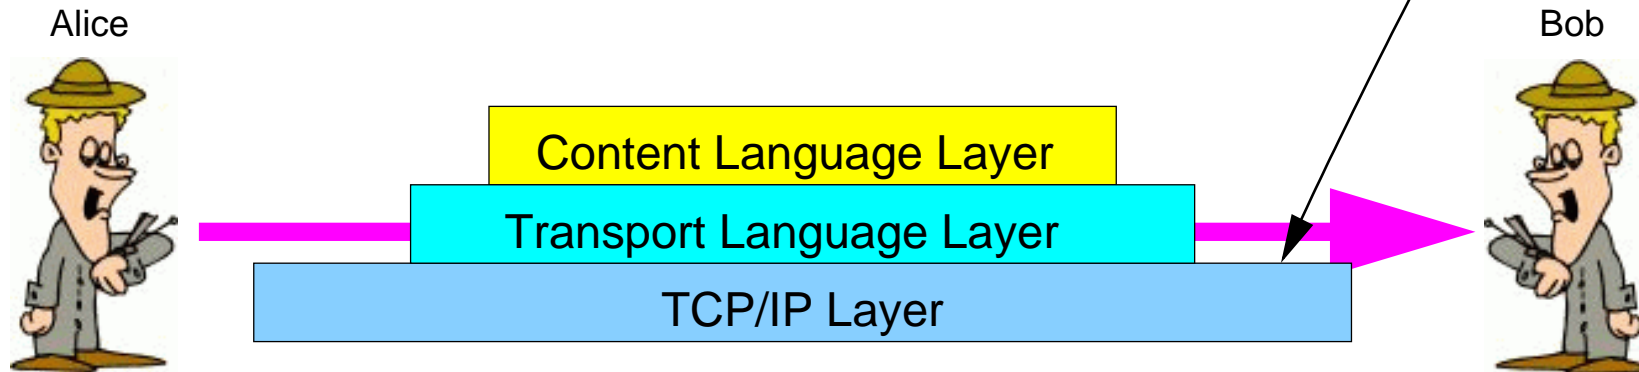 Alice
Bob
Content Language Layer
Transport Language Layer
TCP/IP Layer